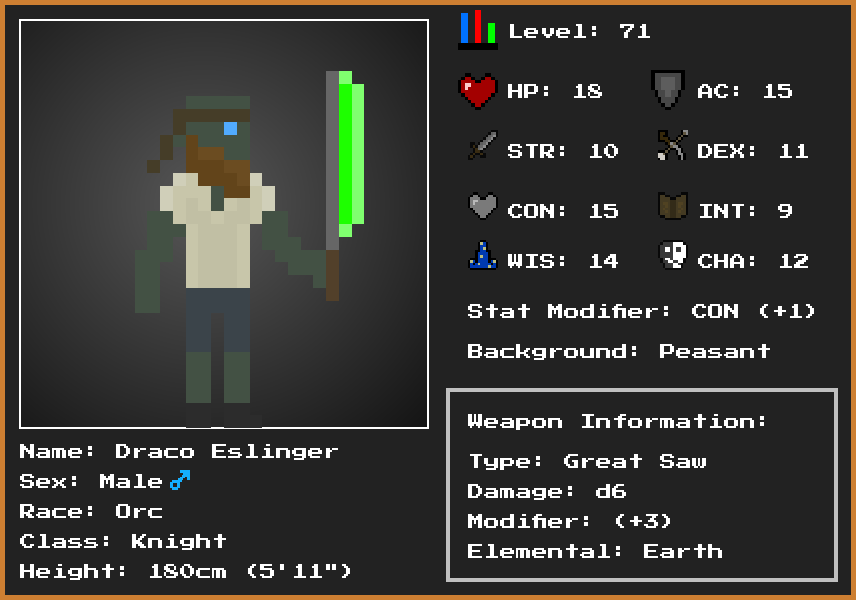 Level: 71
HP: 18
AC: 15
STR: 10
DEX: 11
CON: 15
INT: 9
WIS: 14
CHA: 12
Stat Modifier: CON (+1)
Background: Peasant
Weapon Information:
Type: Great Saw
Damage: d6
Modifier: (+3)
Elemental: Earth
Name: Draco Eslinger
Sex: Male♂
Race: Orc
Class: Knight
Height: 180cm (5'11")